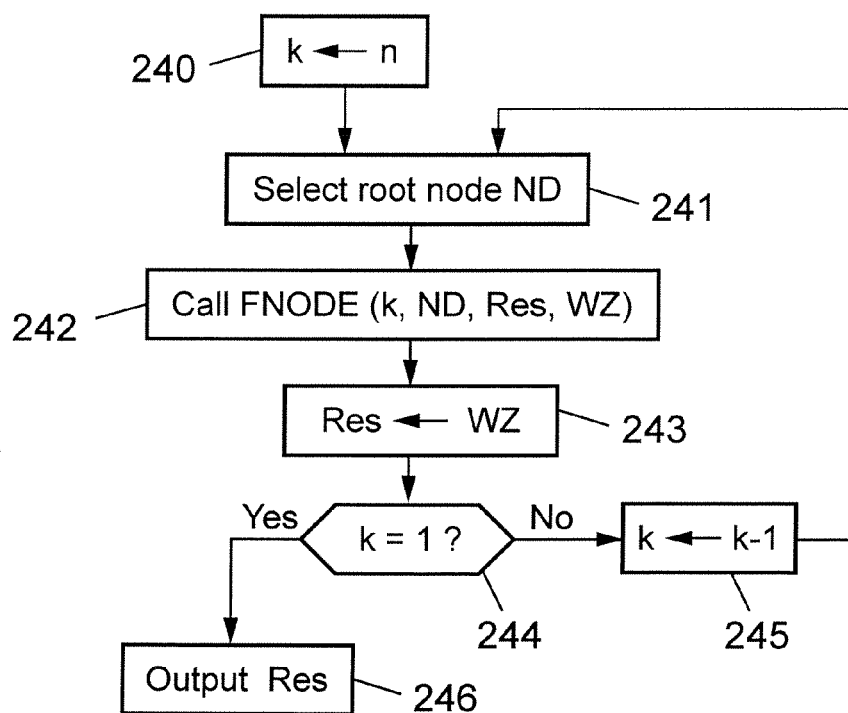 240
k ← n
Select root node ND
241
242
Call FNODE (k, ND, Res, WZ)
Res ← WZ
243
Yes
k = 1 ?
No
k ← k-1
244
245
Output Res
246